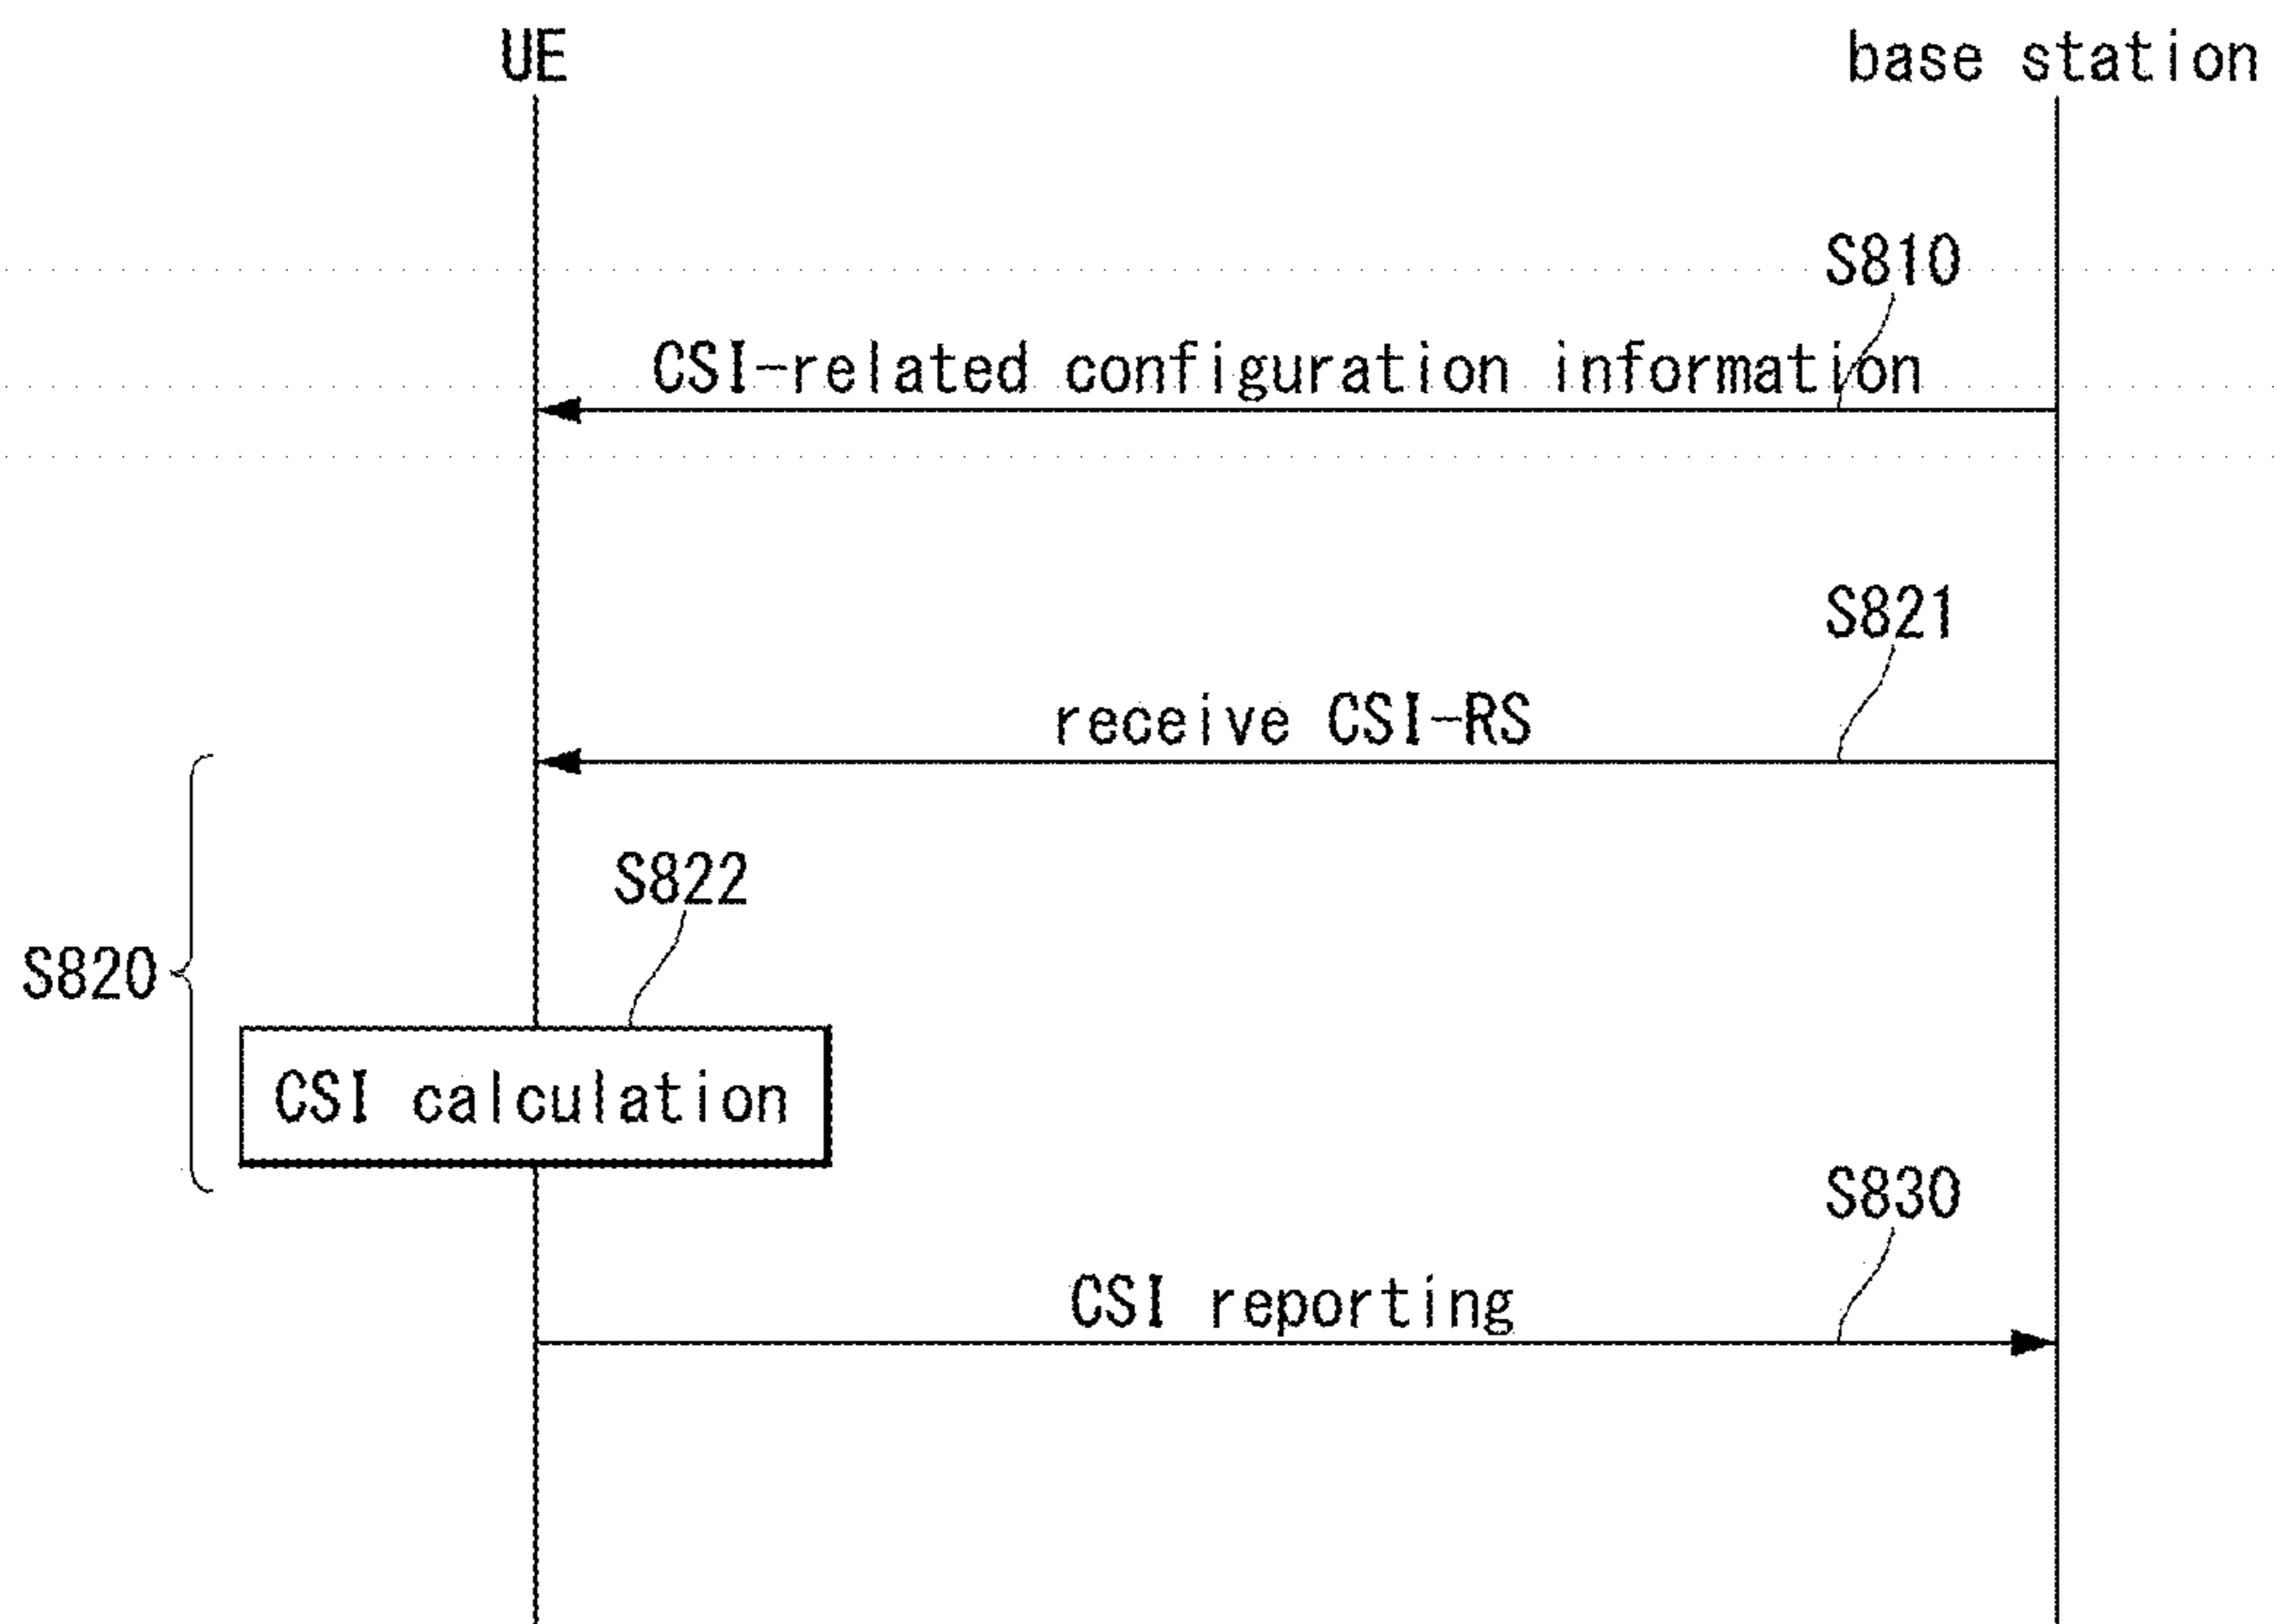 UE
base station
S810
CSI-related configuration information
S821
receive CSI-RS
S822
S820
CSI calculation
S830
CSI reporting